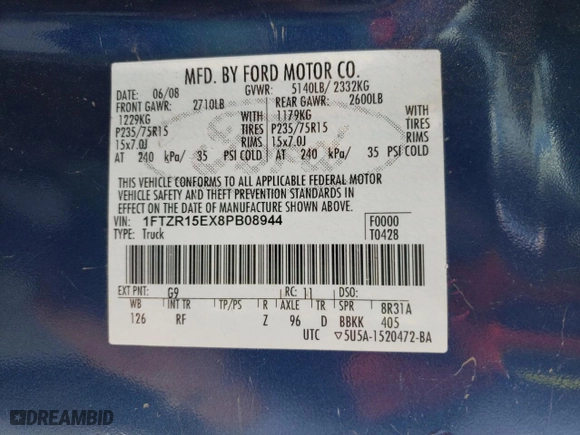 MFD. BY FORD MOTOR CO.
DATE: 06/08 GVWR: 5140LB/ 2332KG
FRONT GAWR: 2710LB REAR GAWR: 2600LB
1229KG WITH 1179KG WITH
P235/75R15 TIRES P235/75R15 TIRES
15x7.0J RIMS 15x7.0J RIMS
AT 240 kPa/ 35 PSI COLD AT 240 kPa/ 35 PSI COLD
THIS VEHICLE CONFORMS TO ALL APPLICABLE FEDERAL MOTOR
VEHICLE SAFETY AND THEFT PREVENTION STANDARDS IN
EFFECT ON THE DATE OF MANUFACTURE SHOWN ABOVE.
VIN: 1FTZR15EX8PB08944 F0000
TYPE: Truck T0428
EXT PNT: G9 RC: 11 DSO:
WB INT TR TP/PS R AXLE TR SPR 8R31A
126 RF Z 96 D BBKK 405
UTC ▽5U5A-1520472-BA
DREAMBID